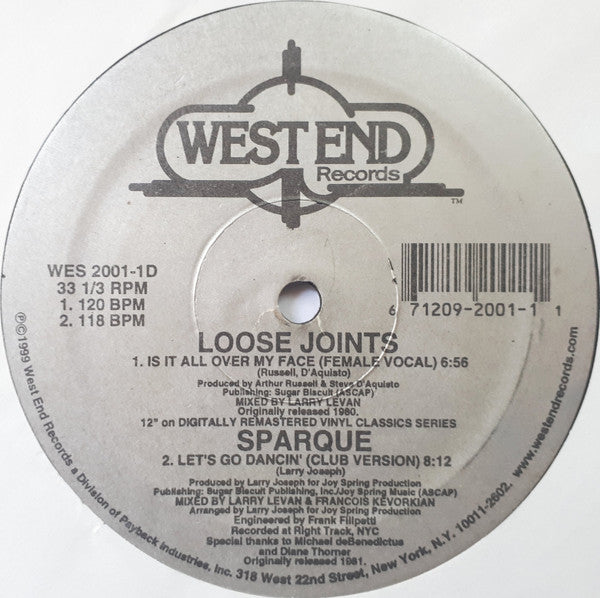 WEST END
Records
TM
WES 2001-1D
33 1/3 RPM
1. 120 BPM
2. 118 BPM
6 71209-2001-1 1
LOOSE JOINTS
1. IS IT ALL OVER MY FACE (FEMALE VOCAL) 6:56
(Russell, D'Aquisto)
Produced by Arthur Russell & Steve D'Aquisto
Publishing: Sugar Biscuit (ASCAP)
MIXED BY LARRY LEVAN
Originally released 1980.
12" on DIGITALLY REMASTERED VINYL CLASSICS SERIES
SPARQUE
2. LET'S GO DANCIN' (CLUB VERSION) 8:12
(Larry Joseph)
Produced by Larry Joseph for Joy Spring Production
Publishing: Sugar Biscuit Publishing, Inc/Joy Spring Music (ASCAP)
MIXED BY LARRY LEVAN & FRANCOIS KEVORKIAN
Arranged by Larry Joseph for Joy Spring Production
Engineered by Frank Filipetti
Recorded at Right Track, NYC
Special thanks to Michael deBenedictus
and Diane Thorner
Originally released 1981.
℗©1999 West End Records a Division of Payback Industries, Inc. 318 West 22nd Street, New York, N.Y. 10011-2602. www.westendrecords.com